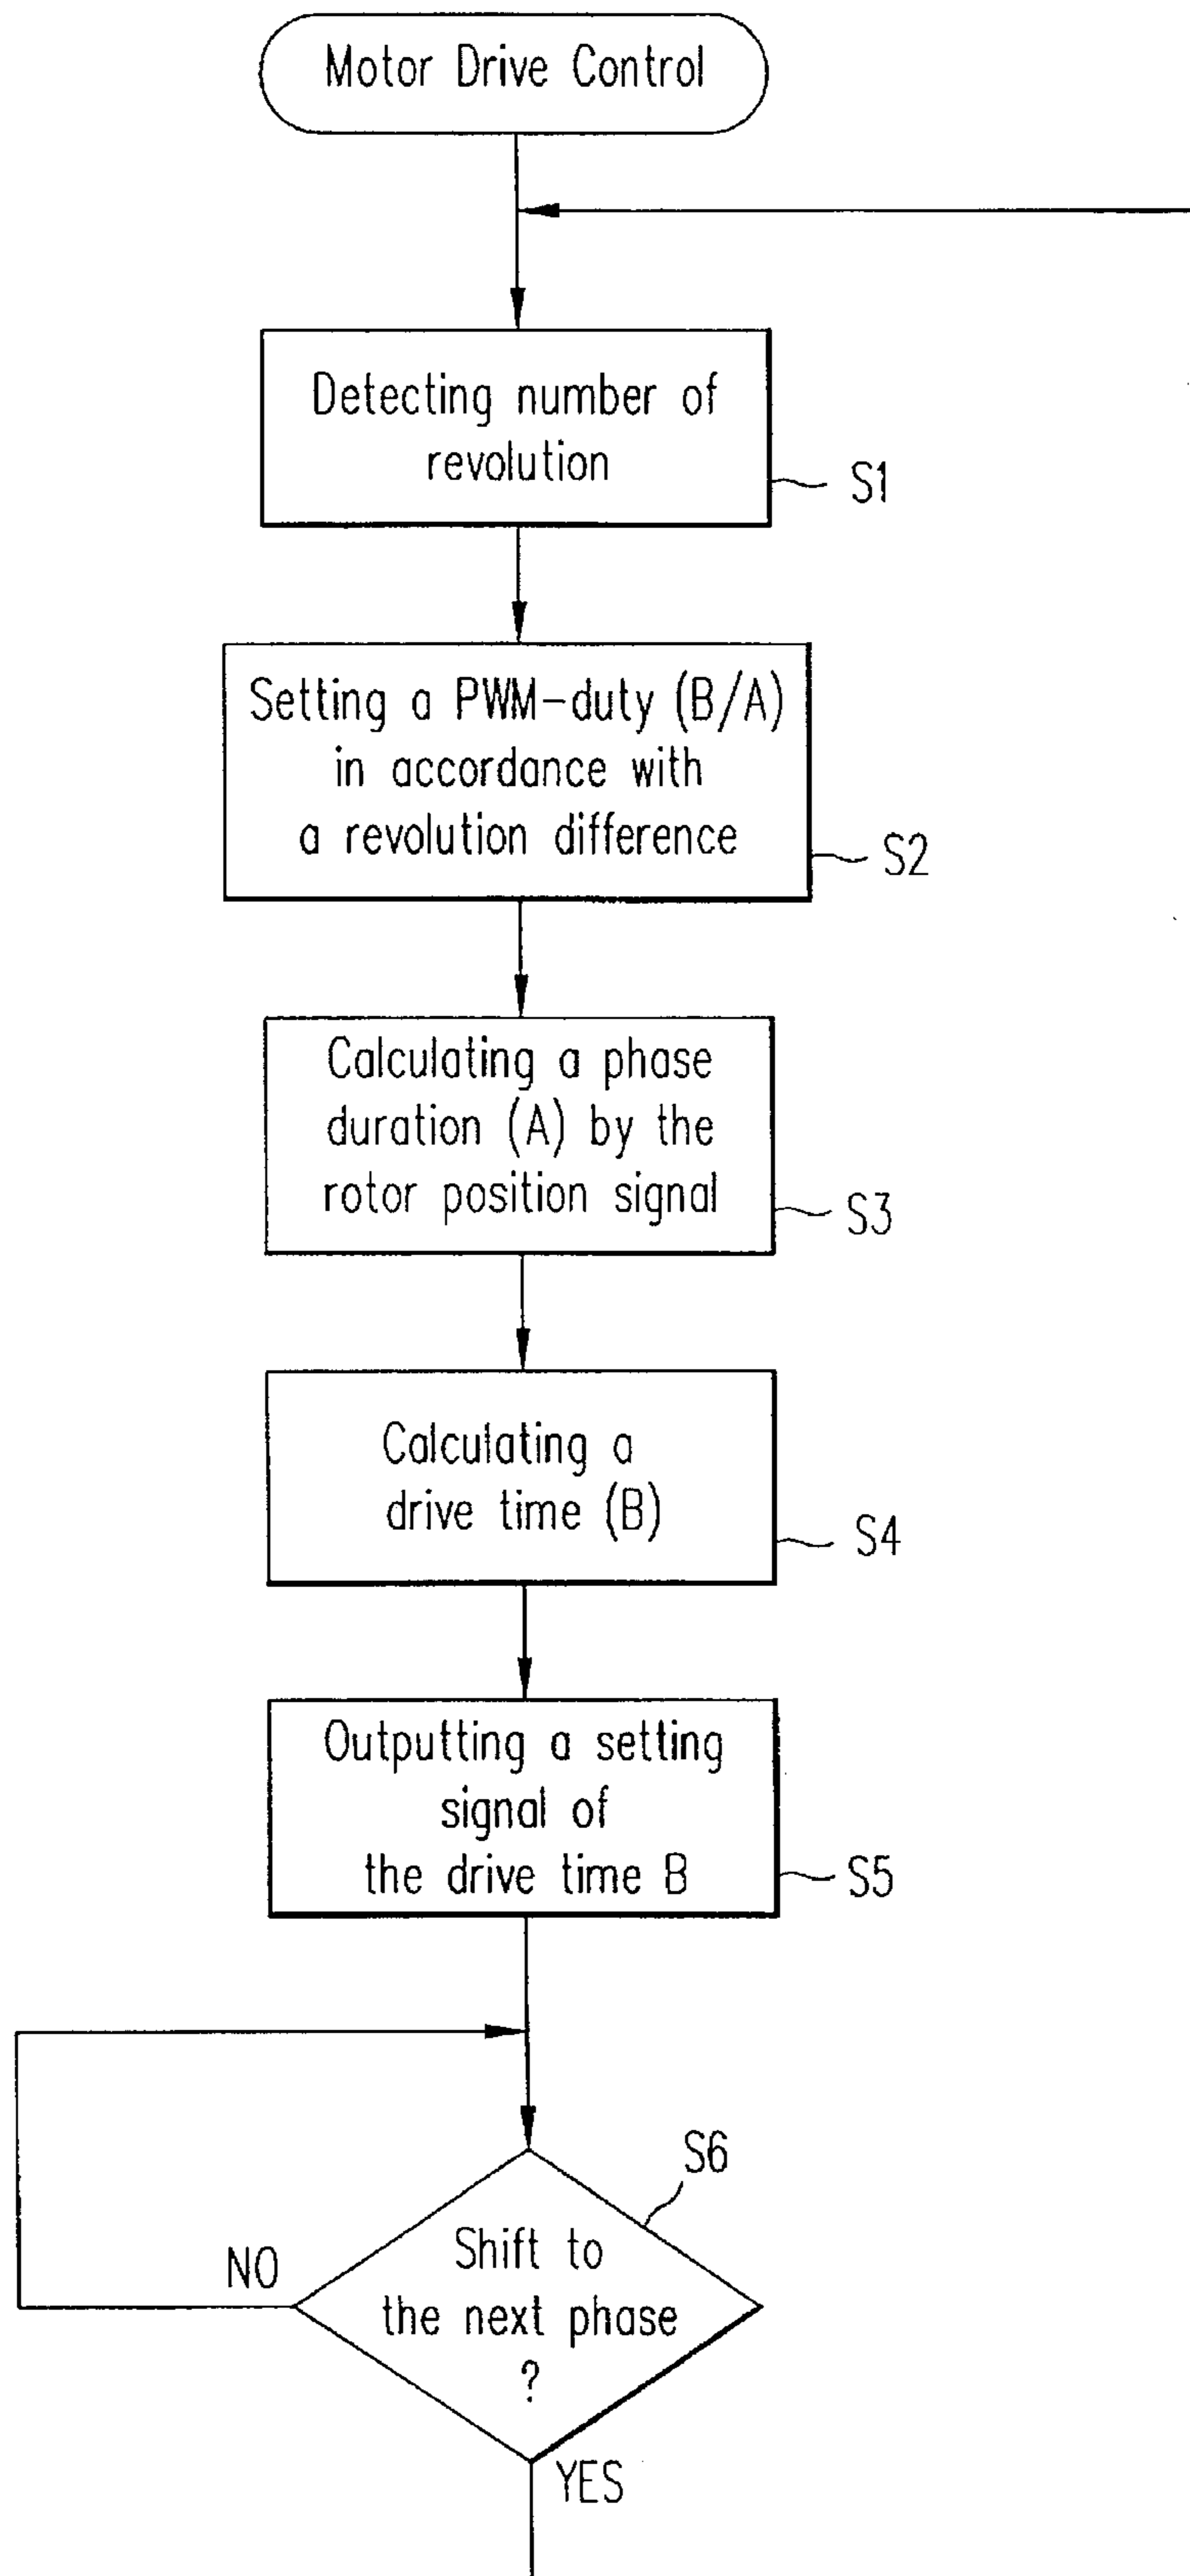 Motor Drive Control
Detecting number of
revolution
S1
Setting a PWM-duty (B/A)
in accordance with
a revolution difference
S2
Calculating a phase
duration (A) by the
rotor position signal
S3
Calculating a
drive time (B)
S4
Outputting a setting
signal of
the drive time B
S5
S6
Shift to
the next phase
?
NO
YES